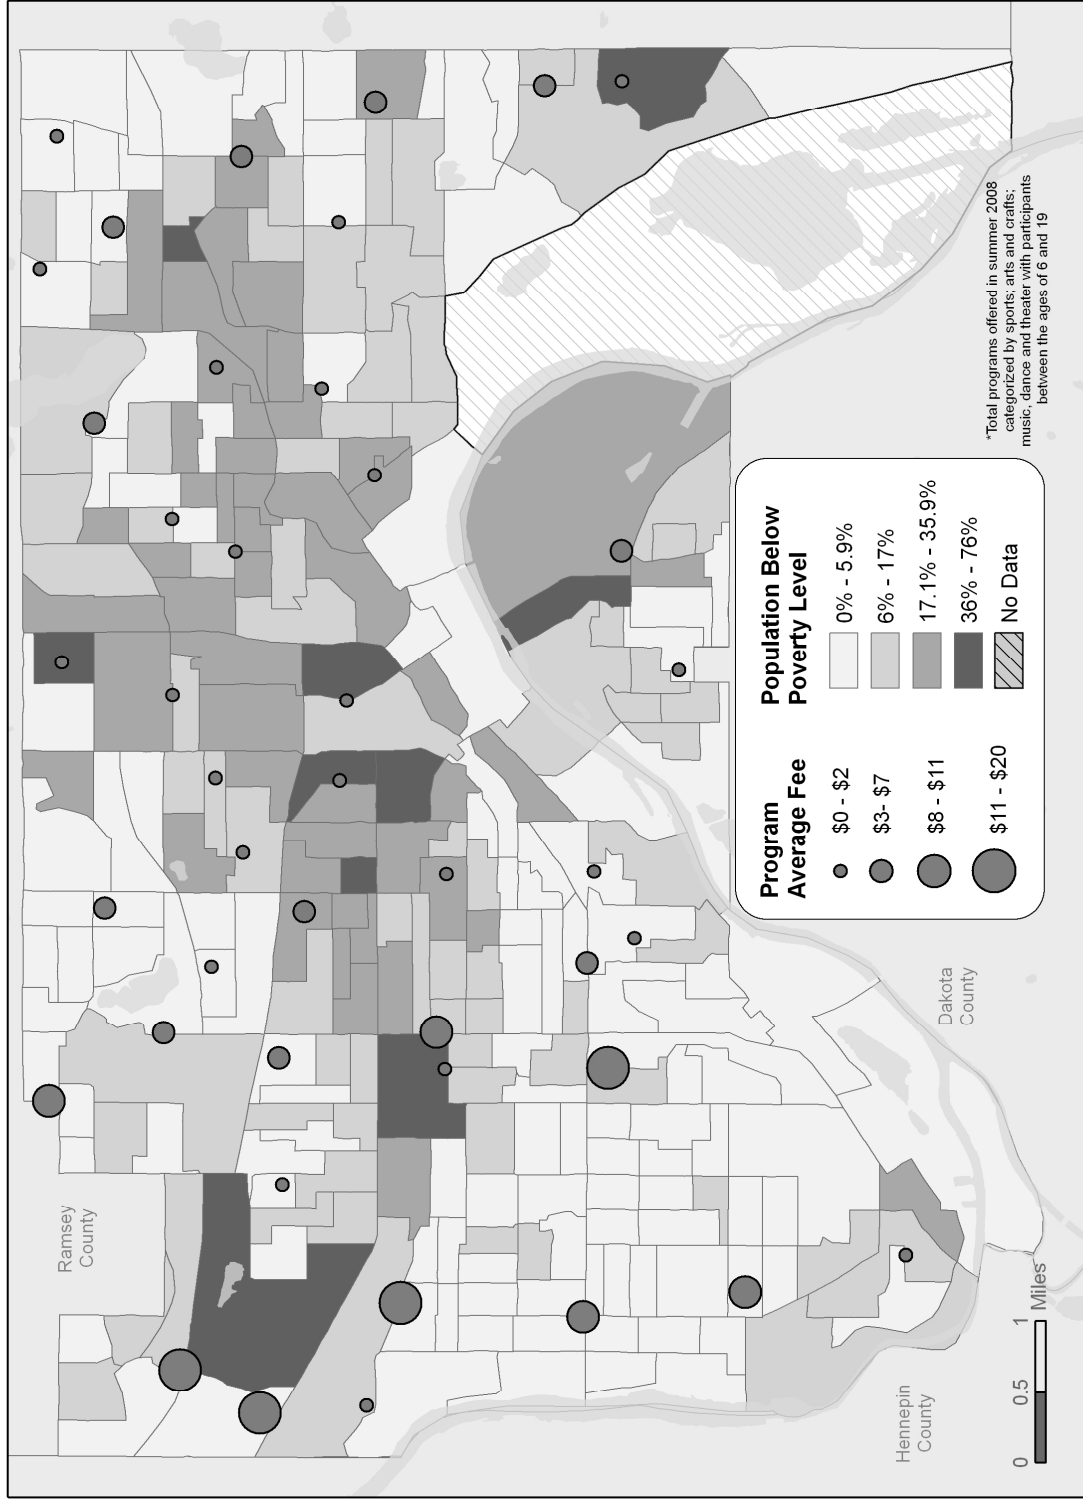 Ramsey
County
Hennepin
County
Dakota
County
0 0.5 1
Miles
Program
Average Fee
$0 - $2
$3- $7
$8 - $11
$11 - $20
Population Below
Poverty Level
0% - 5.9%
6% - 17%
17.1% - 35.9%
36% - 76%
No Data
*Total programs offered in summer 2008
categorized by sports; arts and crafts;
music, dance and theater with participants
between the ages of 6 and 19